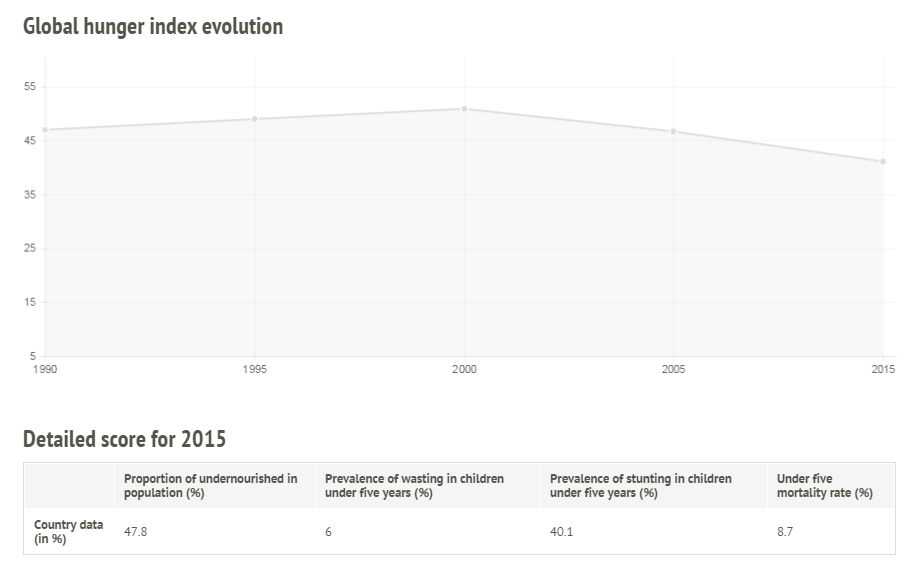 Global hunger index evolution
55
45
35
25
15
5
1990 1995 2000 2005 2015
Detailed score for 2015
Proportion of undernourished in population (%) Prevalence of wasting in children under five years (%) Prevalence of stunting in children under five years (%) Under five mortality rate (%)
Country data (in %) 47.8 6 40.1 8.7